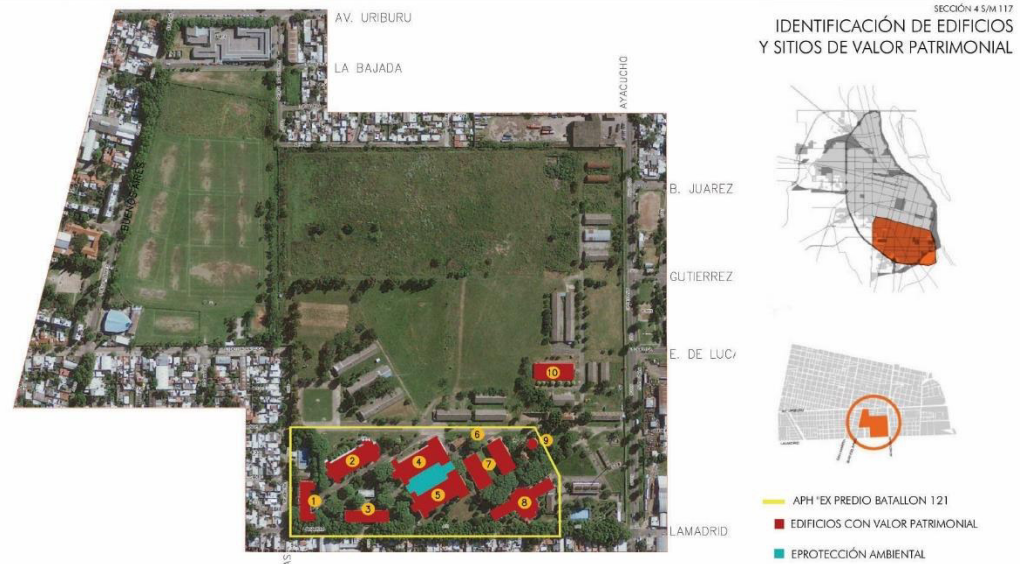 SECCIÓN 4 S/M 117
IDENTIFICACIÓN DE EDIFICIOS
Y SITIOS DE VALOR PATRIMONIAL
AV. URIBURU
LA BAJADA
AYACUCHO
BUENOS AIRES
B. JUAREZ
GUTIERREZ
E. DE LUCA
LAMADRID
1
2
3
4
5
6
7
8
9
10
APH "EX PREDIO BATALLON 121
EDIFICIOS CON VALOR PATRIMONIAL
EPROTECCIÓN AMBIENTAL